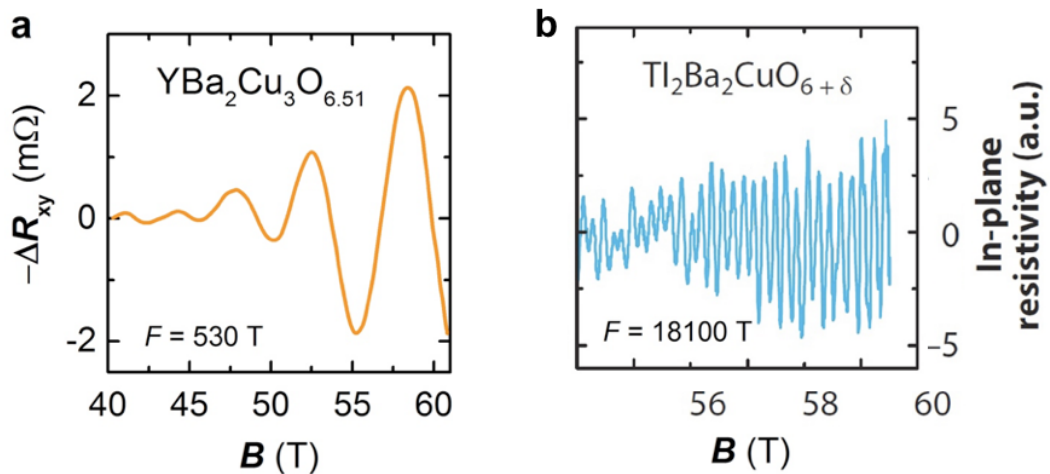 a
YBa₂Cu₃O₆.₅₁
2
0
-2
−ΔRxy (mΩ)
F = 530 T
40 45 50 55 60
B (T)
b
Tl₂Ba₂CuO₆₊δ
5
0
−5
In-plane
resistivity (a.u.)
F = 18100 T
56 58 60
B (T)